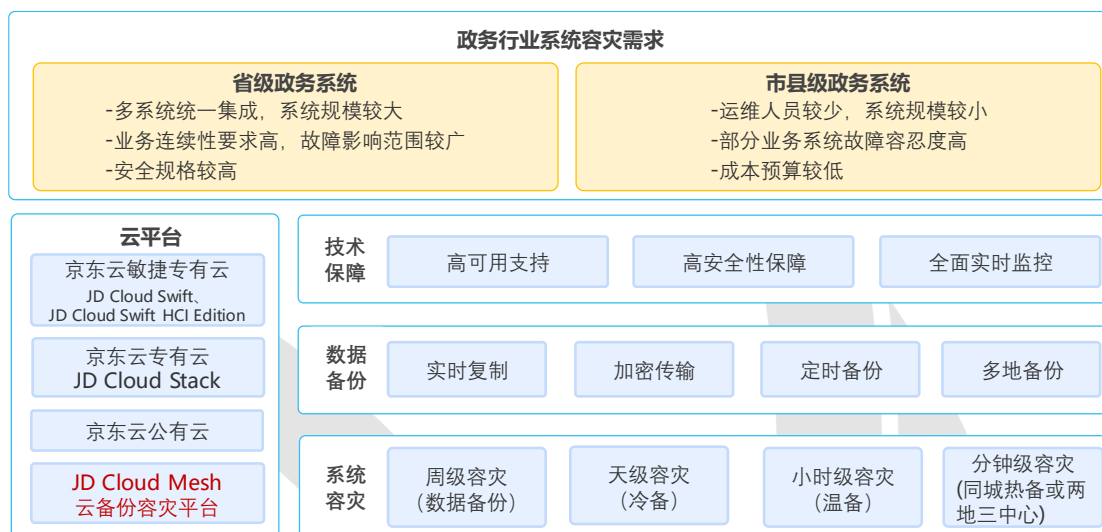 政务行业系统容灾需求
省级政务系统
-多系统统一集成，系统规模较大
-业务连续性要求高，故障影响范围较广
-安全规格较高
市县级政务系统
-运维人员较少，系统规模较小
-部分业务系统故障容忍度高
-成本预算较低
云平台
京东云敏捷专有云
JD Cloud Swift、
JD Cloud Swift HCI Edition
京东云专有云
JD Cloud Stack
京东云公有云
JD Cloud Mesh
云备份容灾平台
技术
保障
高可用支持
高安全性保障
全面实时监控
数据
备份
实时复制
加密传输
定时备份
多地备份
系统
容灾
周级容灾
（数据备份）
天级容灾
（冷备）
小时级容灾
（温备）
分钟级容灾
(同城热备或两
地三中心)